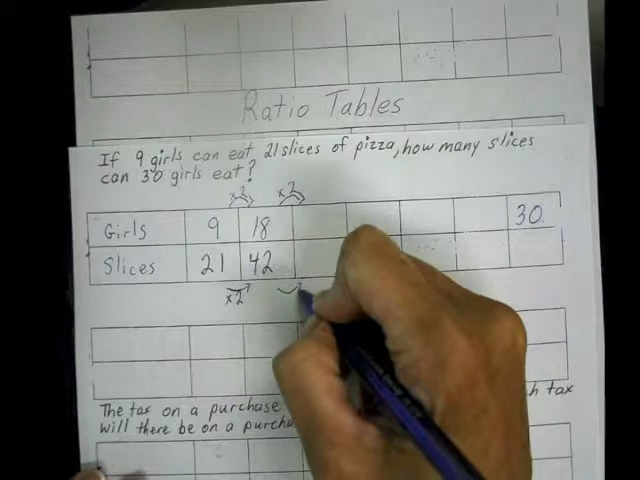 Ratio Tables
If 9 girls can eat 21 slices of pizza, how many slices
can 30 girls eat?
x2 x2
Girls 9 18 30
Slices 21 42
x2
The tax on a purchase tax
will there be on a